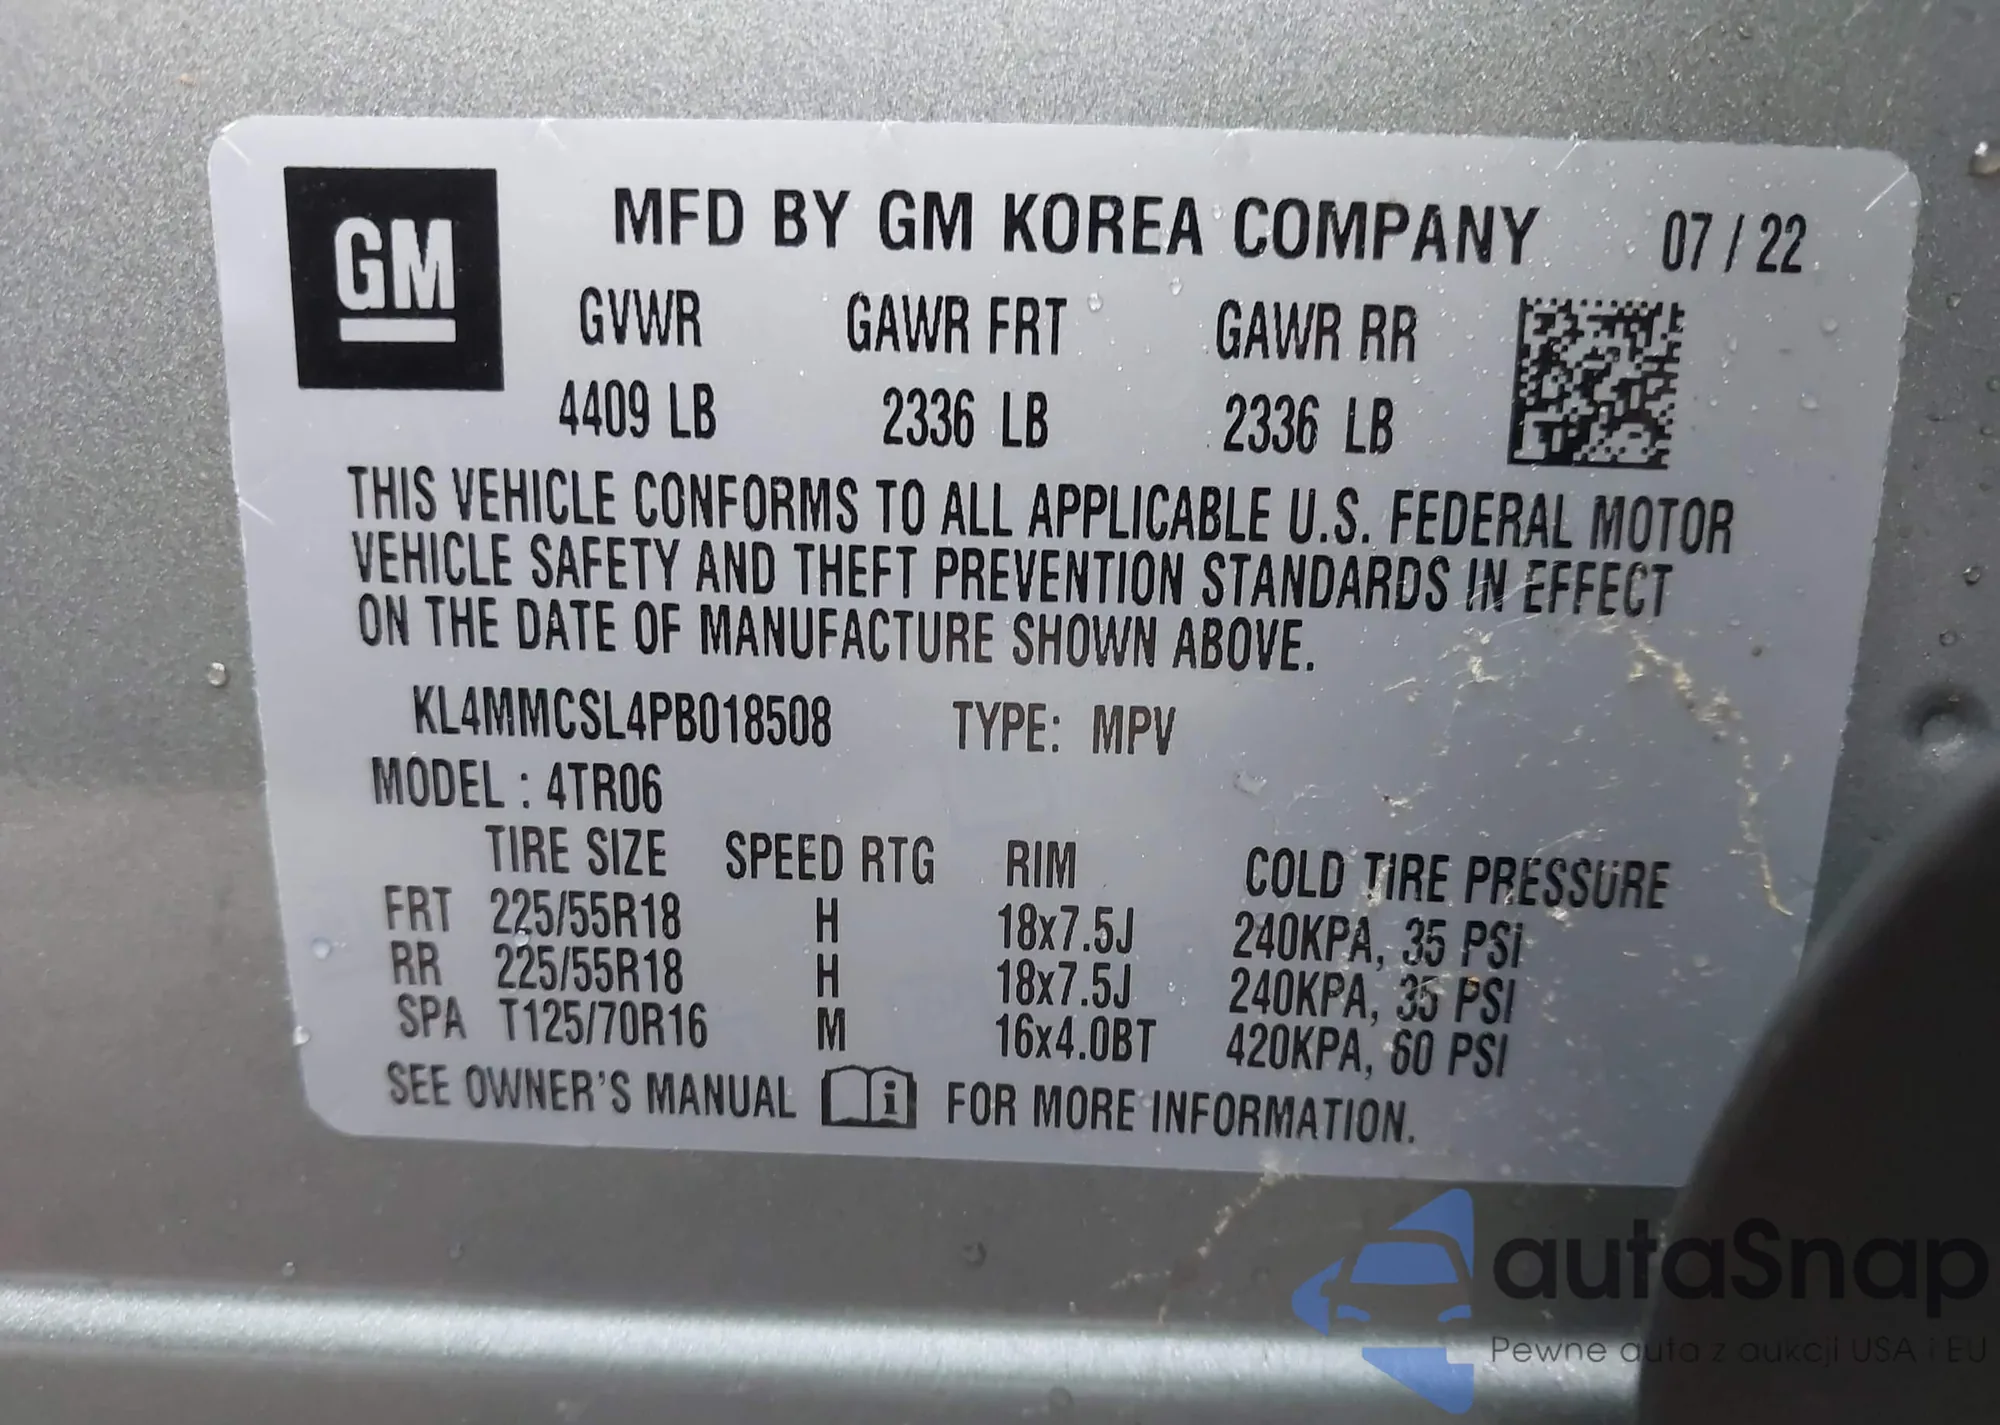 GM
MFD BY GM KOREA COMPANY 07 / 22
GVWR GAWR FRT GAWR RR
4409 LB 2336 LB 2336 LB
THIS VEHICLE CONFORMS TO ALL APPLICABLE U.S. FEDERAL MOTOR
VEHICLE SAFETY AND THEFT PREVENTION STANDARDS IN EFFECT
ON THE DATE OF MANUFACTURE SHOWN ABOVE.
KL4MMCSL4PB018508 TYPE: MPV
MODEL : 4TR06
TIRE SIZE SPEED RTG RIM COLD TIRE PRESSURE
FRT 225/55R18 H 18x7.5J 240KPA, 35 PSI
RR 225/55R18 H 18x7.5J 240KPA, 35 PSI
SPA T125/70R16 M 16x4.0BT 420KPA, 60 PSI
SEE OWNER'S MANUAL i FOR MORE INFORMATION.
autaSnap
Pewne auta z aukcji USA i EU